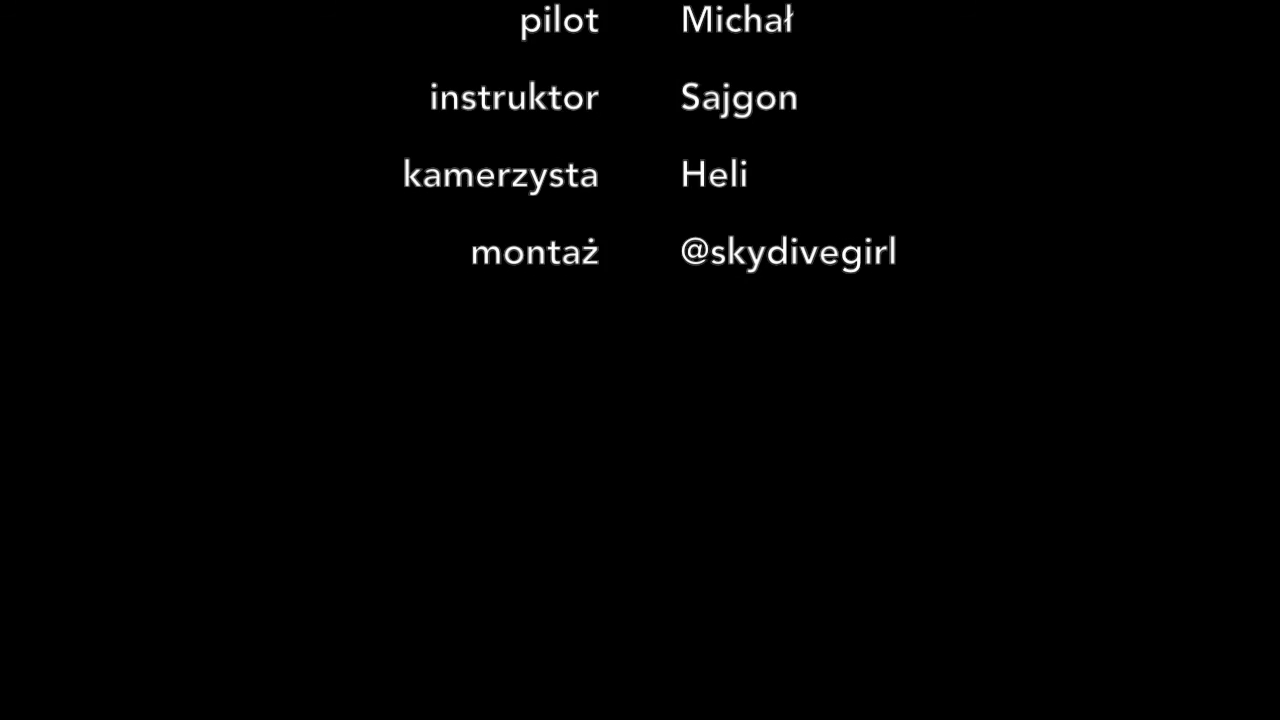 pilot Michał
instruktor Sajgon
kamerzysta Heli
montaż @skydivegirl